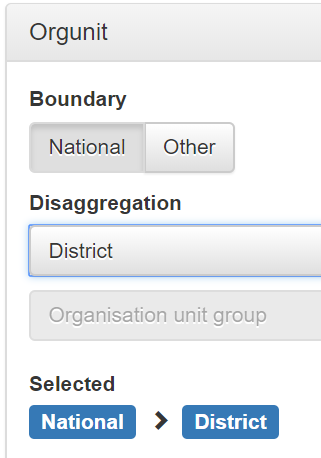 Orgunit
Boundary
National Other
Disaggregation
District
Organisation unit group
Selected
National District